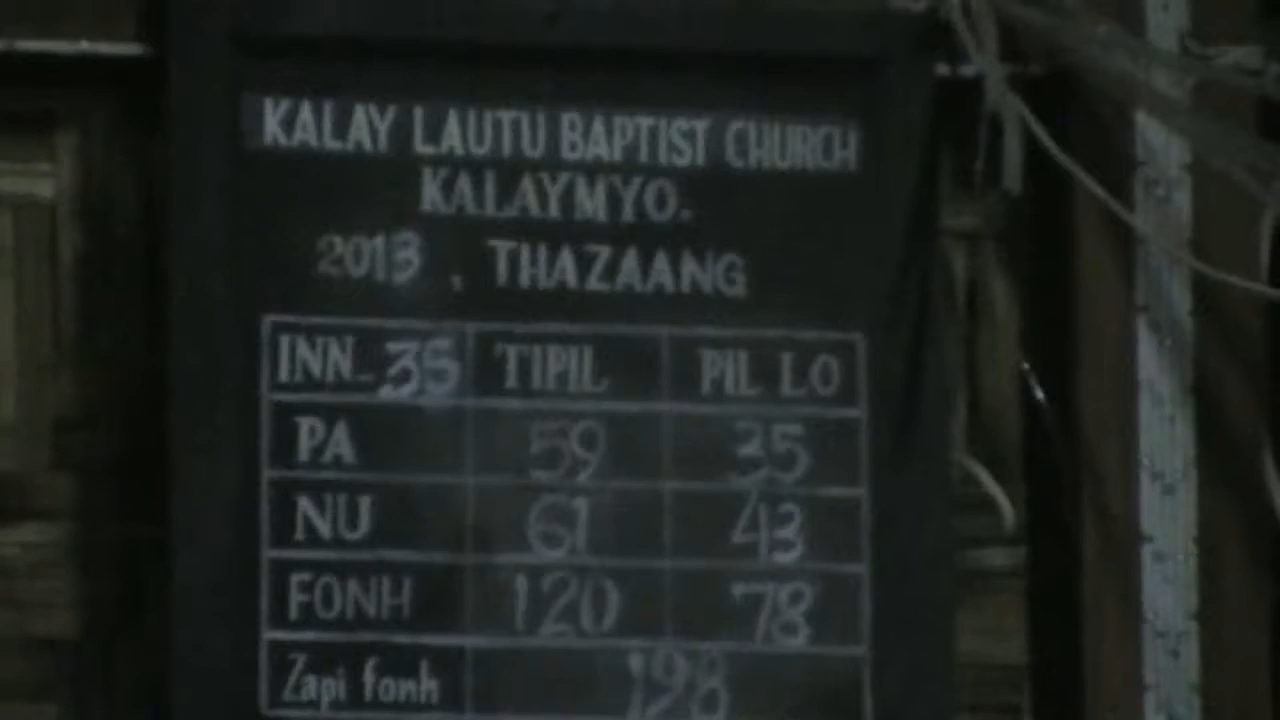 KALAY LAUTU BAPTIST CHURCH
KALAYMYO.
2013 , THAZAANG
INN_35 TIPIL PIL LO
PA 59 35
NU 61 43
FONH 120 78
Zapi fonh 198